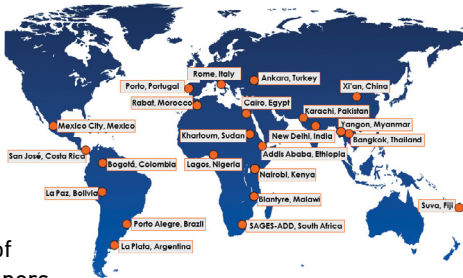 Rome, Italy
Ankara, Turkey
Porto, Portugal
Xi'an, China
Rabat, Morocco
Cairo, Egypt
Karachi, Pakistan
Mexico City, Mexico
Yangon, Myanmar
Khartoum, Sudan
New Delhi, India
Bangkok, Thailand
San José, Costa Rica
Addis Ababa, Ethiopia
Bogotá, Colombia
Lagos, Nigeria
Nairobi, Kenya
La Paz, Bolivia
Blantyre, Malawi
Suva, Fiji
Porto Alegre, Brazil
SAGES-ADD, South Africa
La Plata, Argentina
of